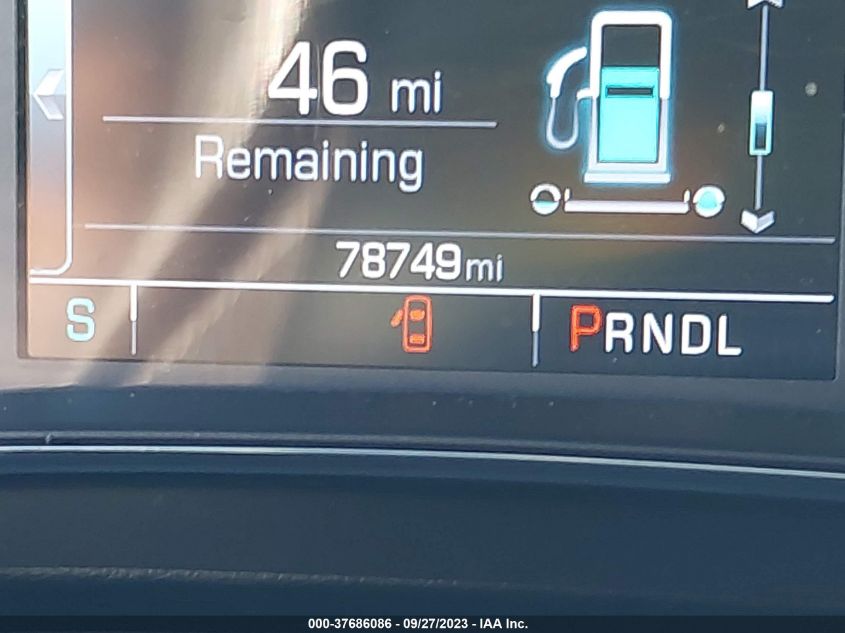 46 mi
Remaining
78749mi
S PRNDL
000-37686086 - 09/27/2023 - IAA Inc.